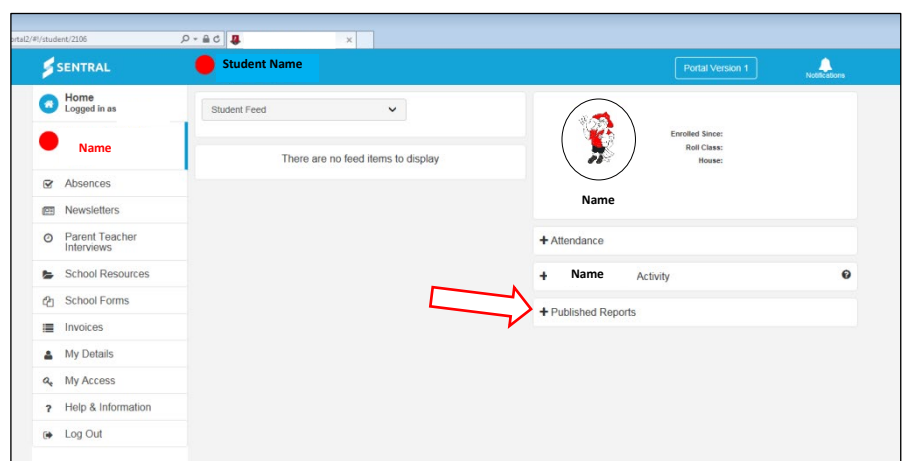 ortal2/#!/student/2106
SENTRAL
Student Name
Portal Version 1
Notifications
Home
Logged in as
Name
Absences
Newsletters
Parent Teacher
Interviews
School Resources
School Forms
Invoices
My Details
My Access
Help & Information
Log Out
Student Feed
There are no feed items to display
Enrolled Since:
Roll Class:
House:
Name
Attendance
Name Activity
Published Reports